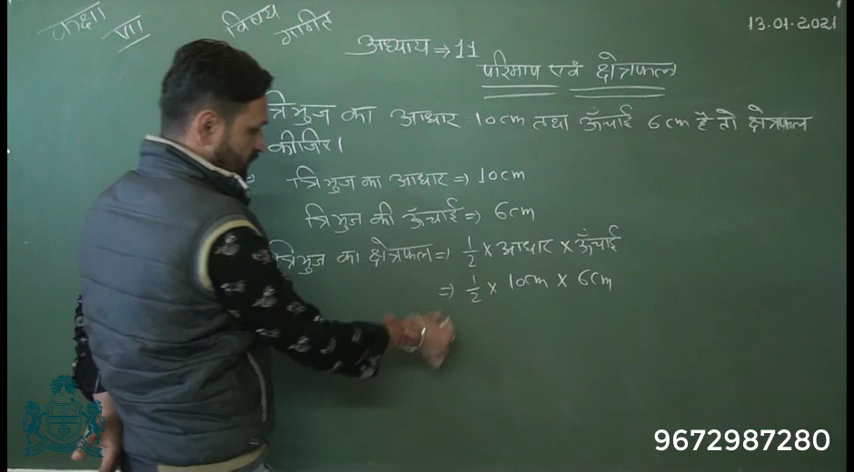 कक्षा VII
विषय गणित
13.01.2021
अध्याय ⇒ 11
परिमाप एवं क्षेत्रफल
त्रिभुज का आधार 10cm तथा ऊँचाई 6cm है तो क्षेत्रफल
कीजिए।
त्रिभुज का आधार ⇒ 10cm
त्रिभुज की ऊँचाई ⇒ 6cm
त्रिभुज का क्षेत्रफल ⇒ 1/2 × आधार × ऊँचाई
⇒ 1/2 × 10cm × 6cm
9672987280